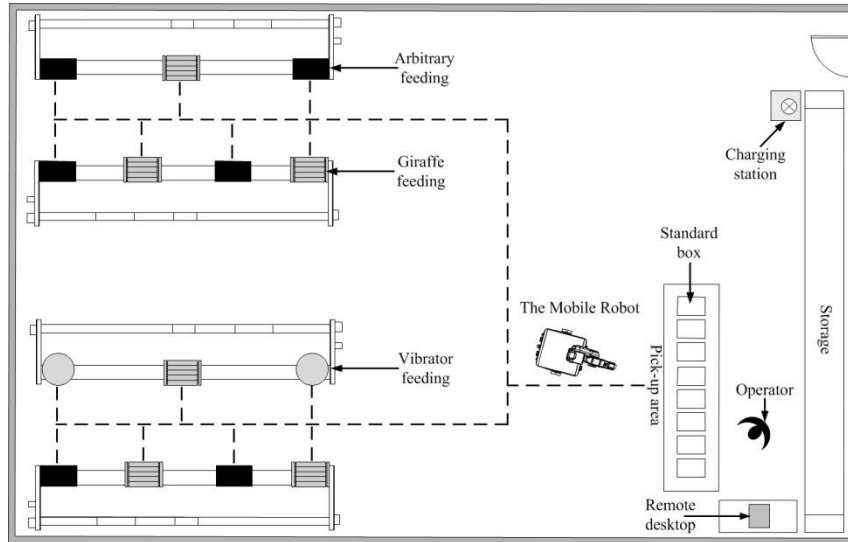 Arbitrary
feeding
Giraffe
feeding
Charging
station
Standard
box
The Mobile Robot
Storage
Vibrator
feeding
Pick-up area
Operator
Remote
desktop